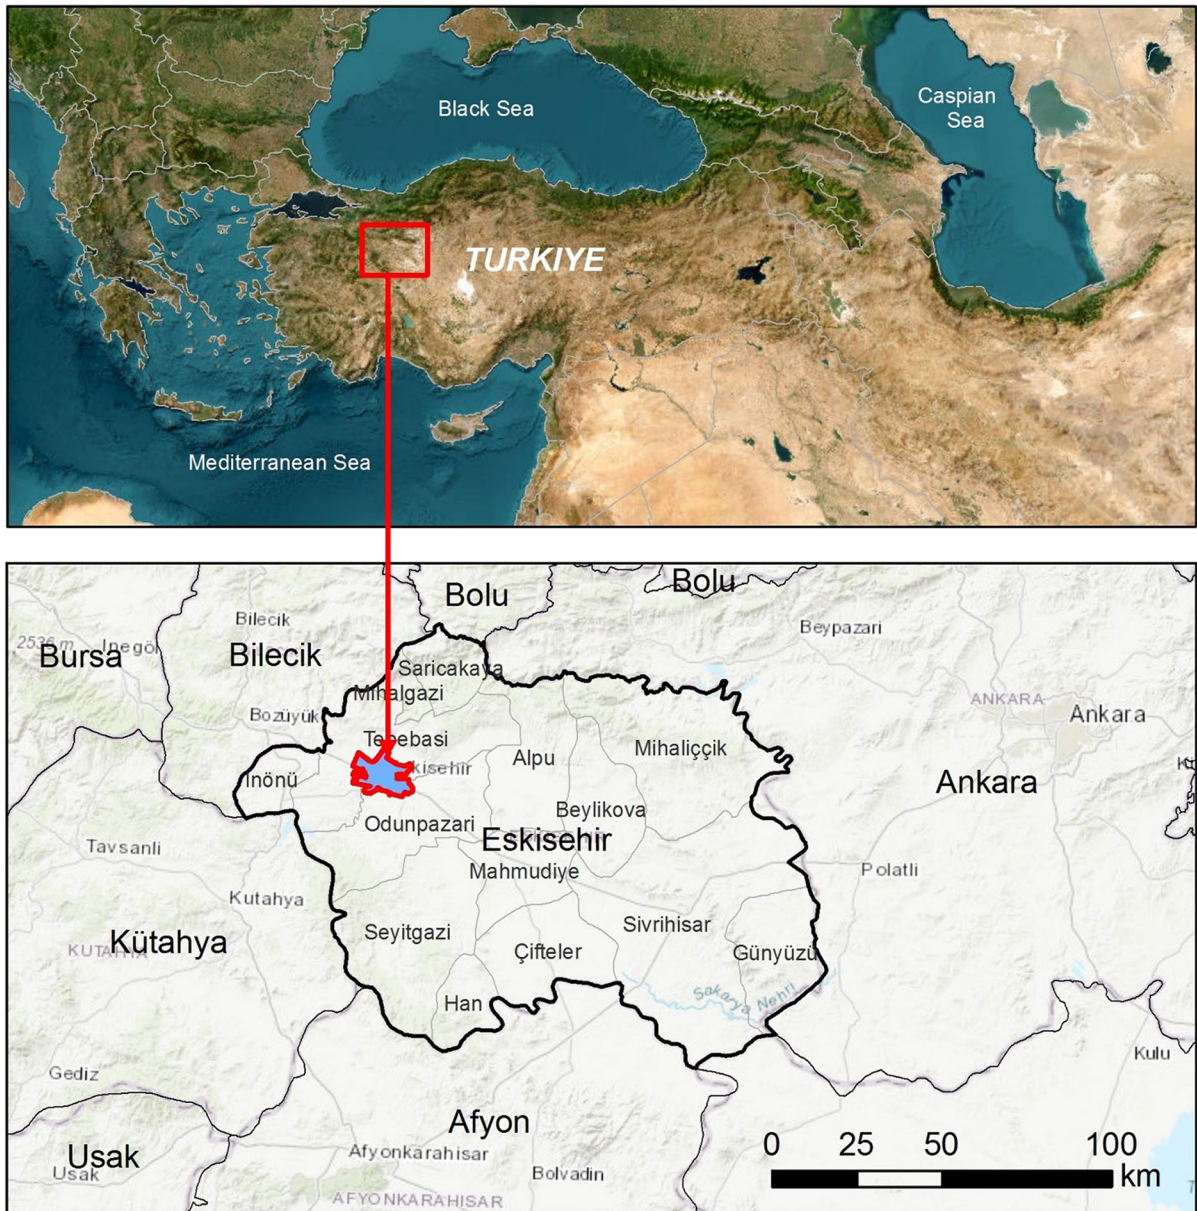 Black Sea
Caspian
Sea
TURKIYE
Mediterranean Sea
Bolu
Bolu
Bilecik
Beypazari
2536 m
Inegöl
Bursa
Bilecik
Saricakaya
Mihalgazi
ANKARA
Ankara
Bozüyük
Tepebasi
Mihaliççik
Alpu
Inönü
kisehir
Ankara
Beylikova
Odunpazari
Eskisehir
Tavsanli
Mahmudiye
Polatli
Kutahya
Sivrihisar
Seyitgazi
Kütahya
KUTAHYA
Çifteler
Günyüzü
Sakarya Nehri
Han
Kulu
Gediz
Afyon
Usak
Usak
Afyonkarahisar
Bolvadin
AFYONKARAHISAR
0 25 50 100
km